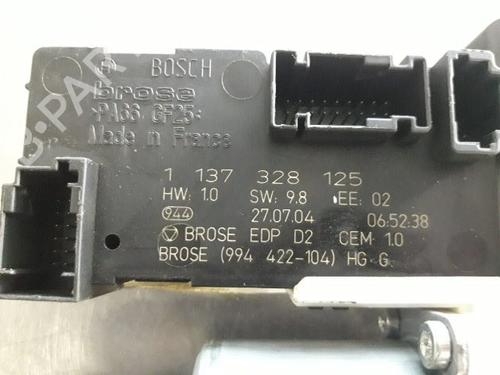 BOSCH
brose
>PA66 GF25<
Made in France
1 137 328 125
HW: 1.0 SW: 9.8 EE: 02
944 27.07.04 06:52:38
BROSE EDP D2 CEM 1.0
BROSE (994 422-104) HG G